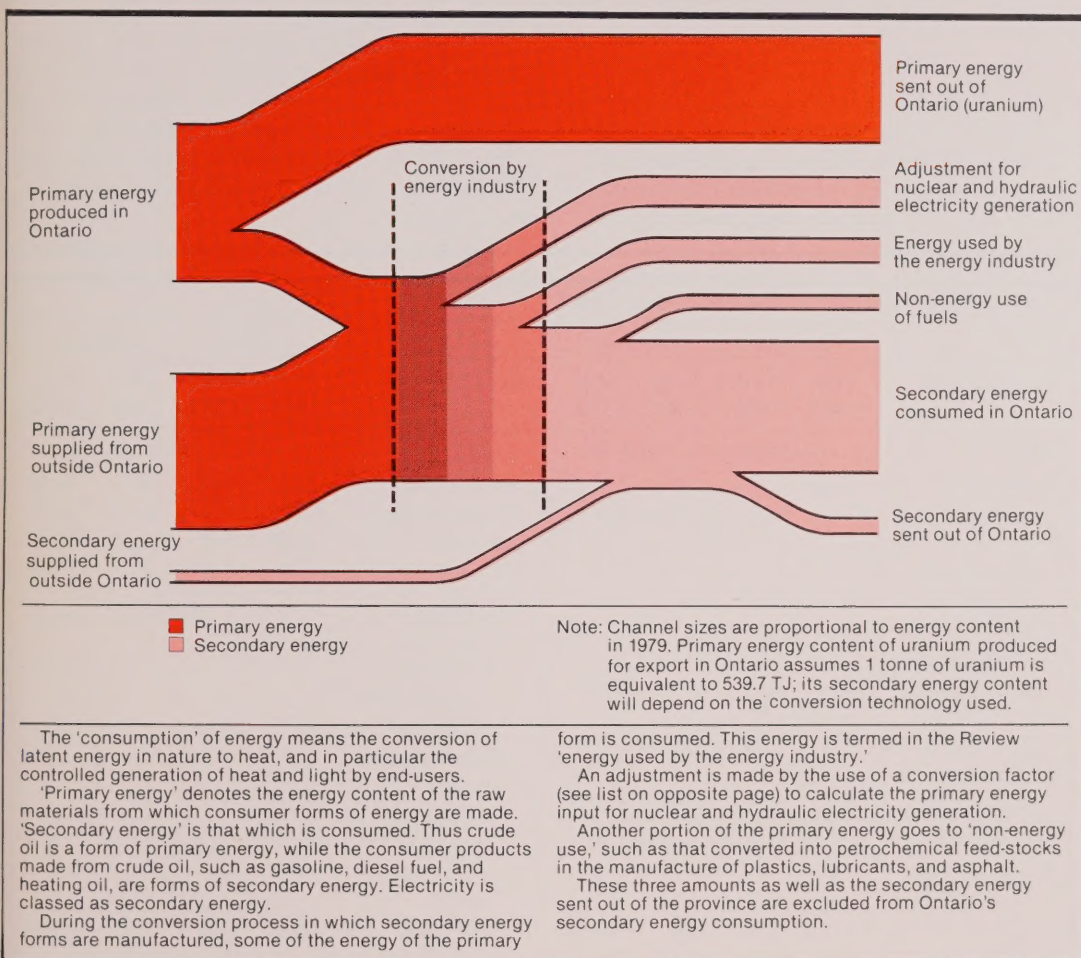 Primary energy
sent out of
Ontario (uranium)
Conversion by
energy industry
Adjustment for
nuclear and hydraulic
electricity generation
Primary energy
produced in
Ontario
Energy used by
the energy industry
Non-energy use
of fuels
Secondary energy
consumed in Ontario
Primary energy
supplied from
outside Ontario
Secondary energy
sent out of Ontario
Secondary energy
supplied from
outside Ontario
Primary energy
Secondary energy
Note: Channel sizes are proportional to energy content
in 1979. Primary energy content of uranium produced
for export in Ontario assumes 1 tonne of uranium is
equivalent to 539.7 TJ; its secondary energy content
will depend on the conversion technology used.
The 'consumption' of energy means the conversion of
latent energy in nature to heat, and in particular the
controlled generation of heat and light by end-users.
'Primary energy' denotes the energy content of the raw
materials from which consumer forms of energy are made.
'Secondary energy' is that which is consumed. Thus crude
oil is a form of primary energy, while the consumer products
made from crude oil, such as gasoline, diesel fuel, and
heating oil, are forms of secondary energy. Electricity is
classed as secondary energy.
During the conversion process in which secondary energy
forms are manufactured, some of the energy of the primary
form is consumed. This energy is termed in the Review
'energy used by the energy industry.'
An adjustment is made by the use of a conversion factor
(see list on opposite page) to calculate the primary energy
input for nuclear and hydraulic electricity generation.
Another portion of the primary energy goes to 'non-energy
use,' such as that converted into petrochemical feed-stocks
in the manufacture of plastics, lubricants, and asphalt.
These three amounts as well as the secondary energy
sent out of the province are excluded from Ontario's
secondary energy consumption.